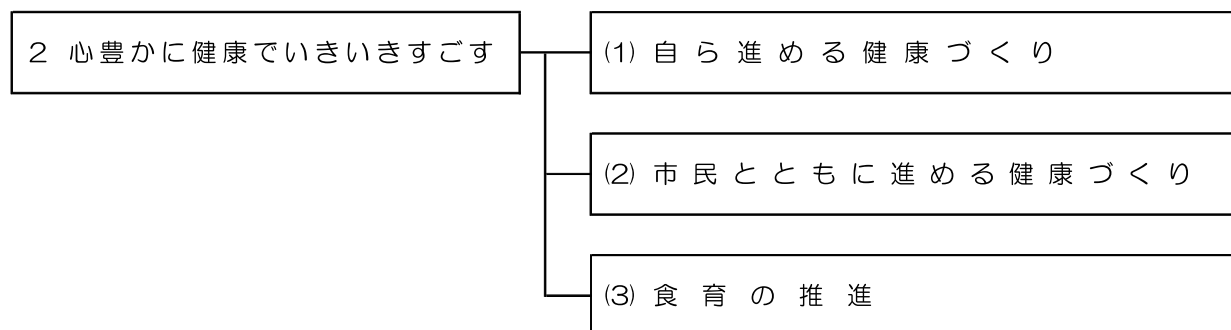 2 心豊かに健康でいきいきすごす
⑴ 自ら進める健康づくり
⑵ 市民とともに進める健康づくり
⑶ 食育の推進